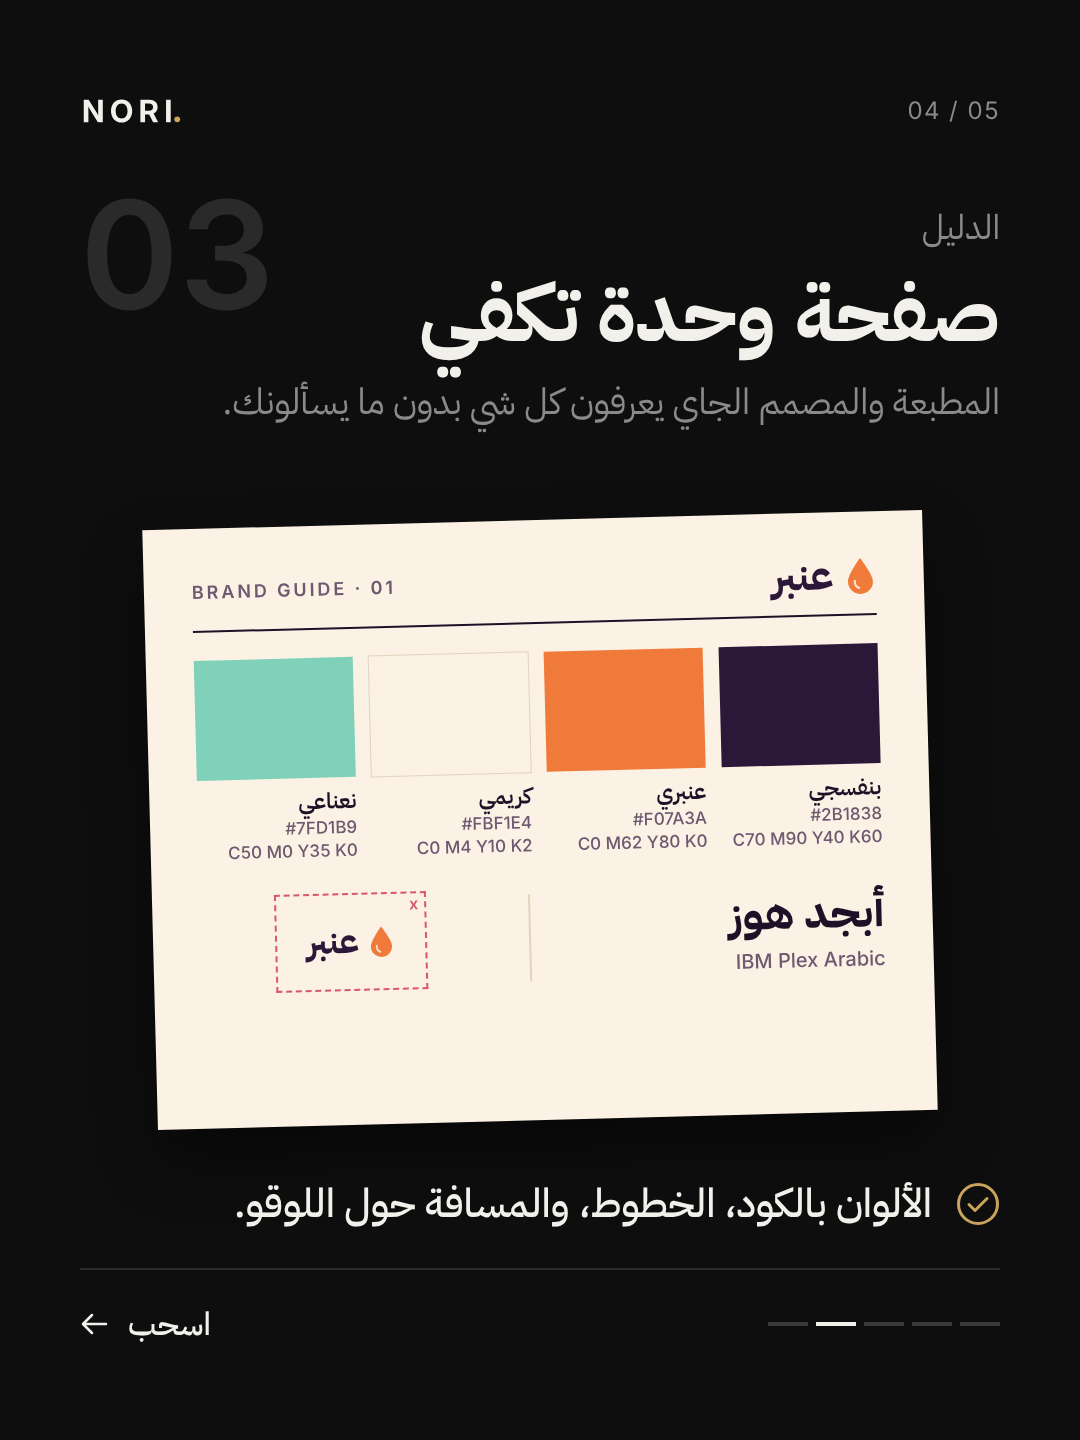 NORI.
04 / 05
03
الدليل
صفحة وحدة تكفي
المطبعة والمصمم الجاي يعرفون كل شي بدون ما يسألونك.
عنبر
BRAND GUIDE · 01
بنفسجي
#2B1838
C70 M90 Y40 K60
عنبري
#F07A3A
C0 M62 Y80 K0
كريمي
#FBF1E4
C0 M4 Y10 K2
نعناعي
#7FD1B9
C50 M0 Y35 K0
أبجد هوز
IBM Plex Arabic
x
عنبر
الألوان بالكود، الخطوط، والمسافة حول اللوقو.
اسحب ←